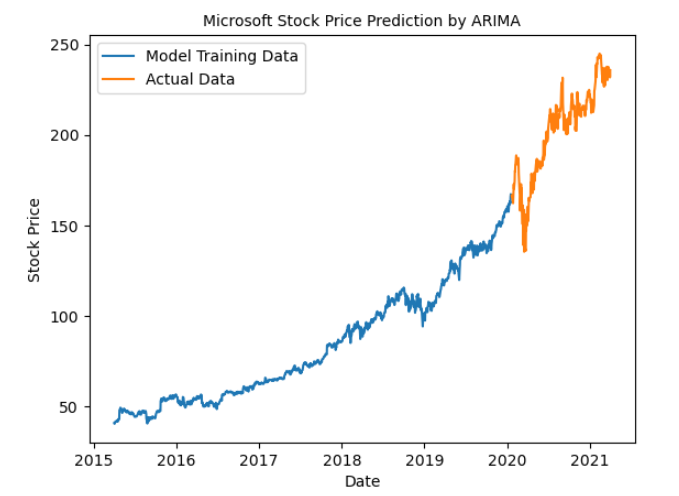 Microsoft Stock Price Prediction by ARIMA
Model Training Data
Actual Data
Stock Price
250
200
150
100
50
2015 2016 2017 2018 2019 2020 2021
Date